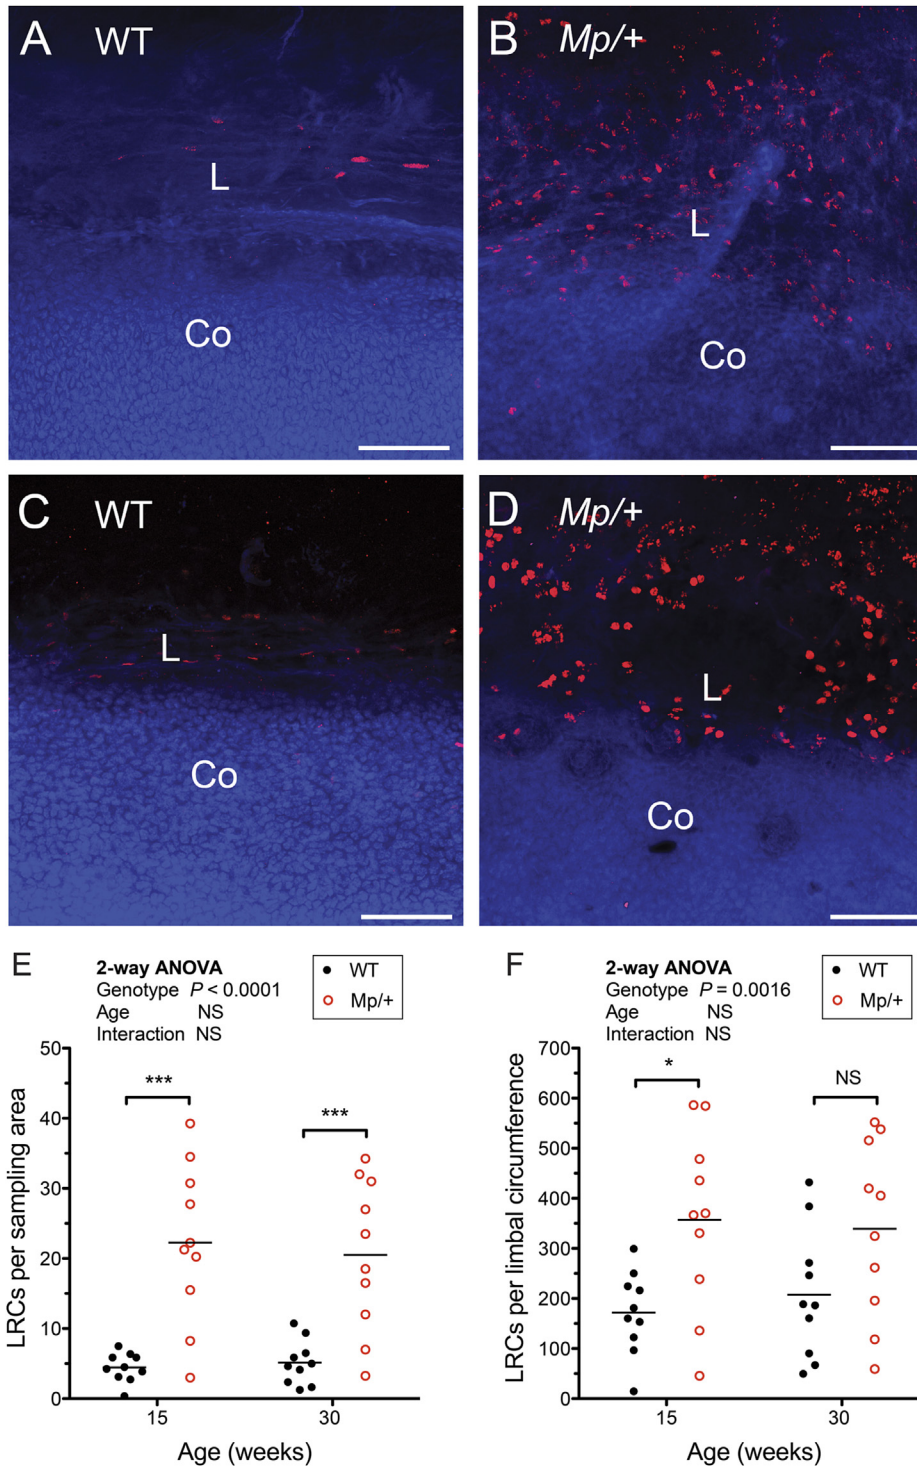 A WT
B Mp/+
L
L
Co
Co
C WT
D Mp/+
L
L
Co
Co
E
2-way ANOVA
Genotype P < 0.0001
Age NS
Interaction NS
WT
Mp/+
50
40
30
20
10
0
LRCs per sampling area
***
***
15
30
Age (weeks)
F
2-way ANOVA
Genotype P = 0.0016
Age NS
Interaction NS
WT
Mp/+
700
600
500
400
300
200
100
0
LRCs per limbal circumference
*
NS
15
30
Age (weeks)